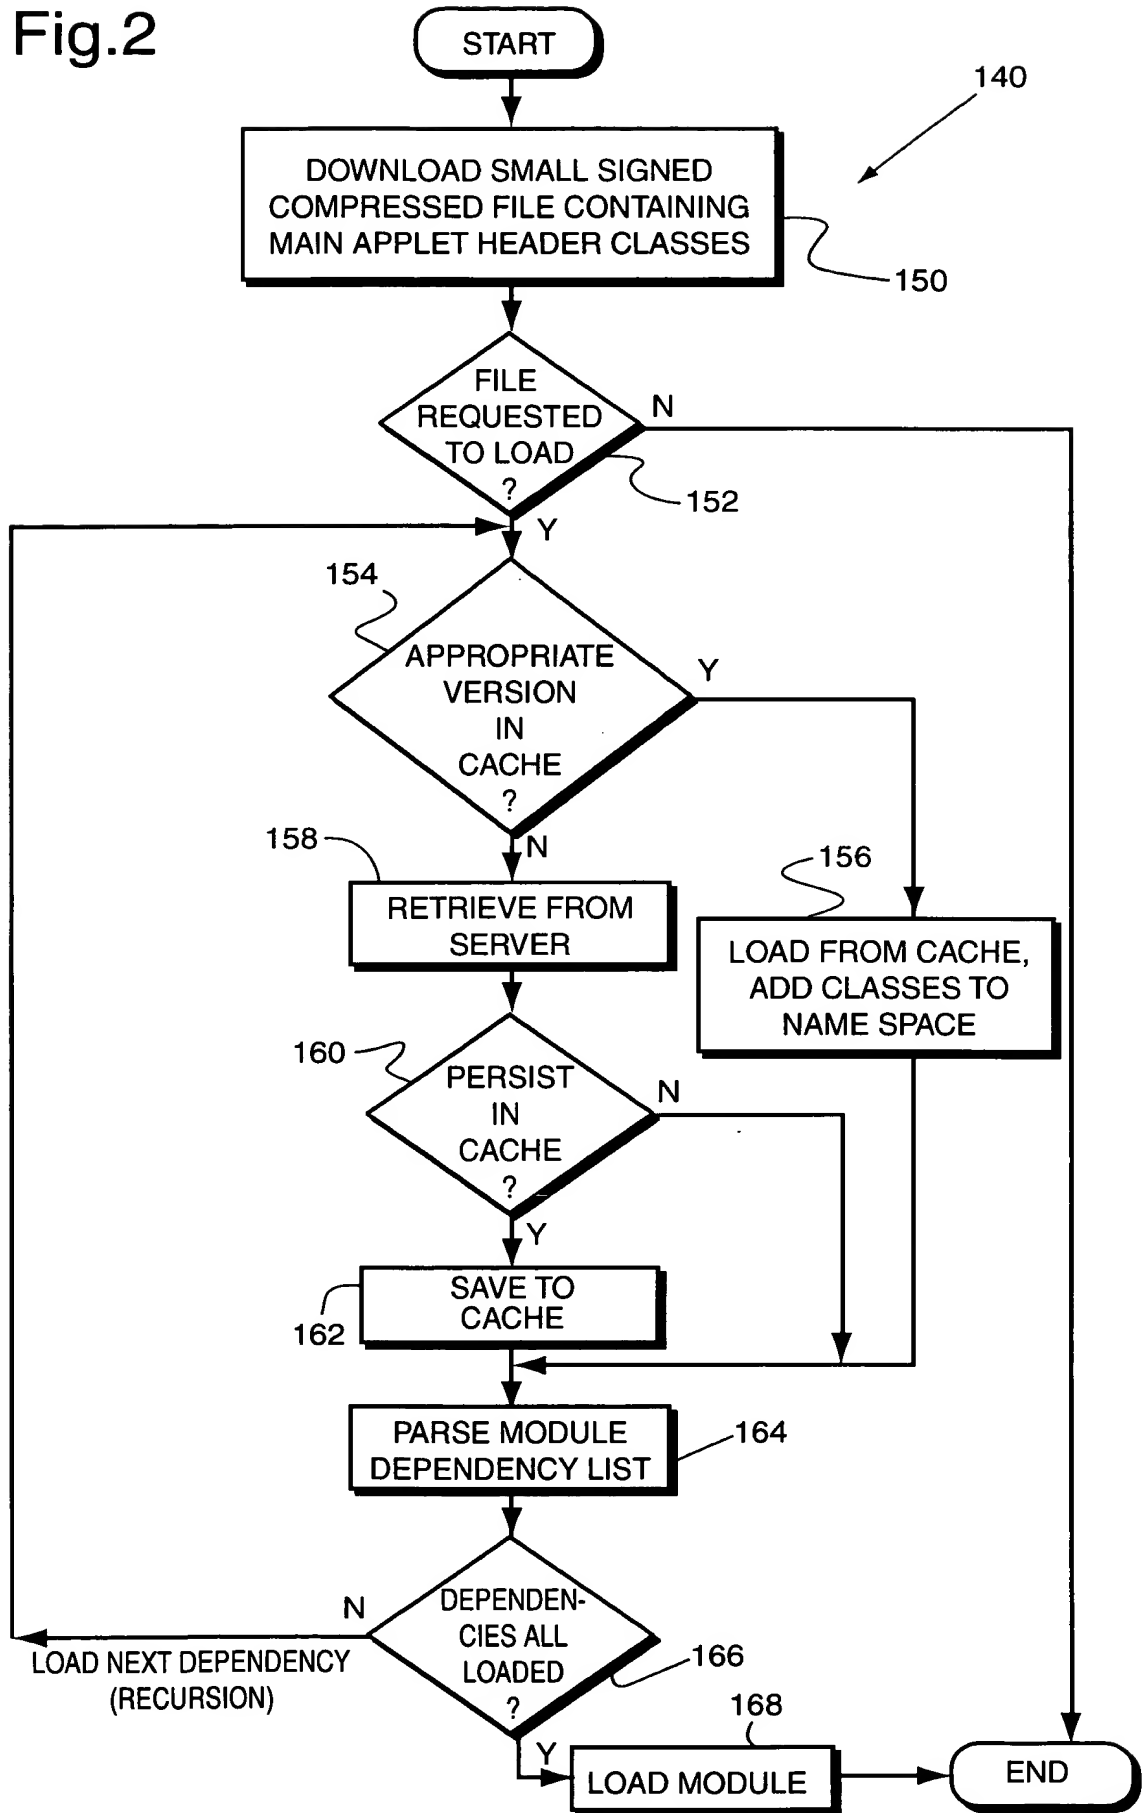 Fig.2
START
140
DOWNLOAD SMALL SIGNED
COMPRESSED FILE CONTAINING
MAIN APPLET HEADER CLASSES
150
FILE
REQUESTED
TO LOAD
?
N
152
Y
154
APPROPRIATE
VERSION
IN
CACHE
?
Y
N
158
RETRIEVE FROM
SERVER
156
LOAD FROM CACHE,
ADD CLASSES TO
NAME SPACE
160
PERSIST
IN
CACHE
?
N
Y
162
SAVE TO
CACHE
PARSE MODULE
DEPENDENCY LIST
164
DEPENDEN-
CIES ALL
LOADED
?
N
LOAD NEXT DEPENDENCY
(RECURSION)
166
Y
168
LOAD MODULE
END